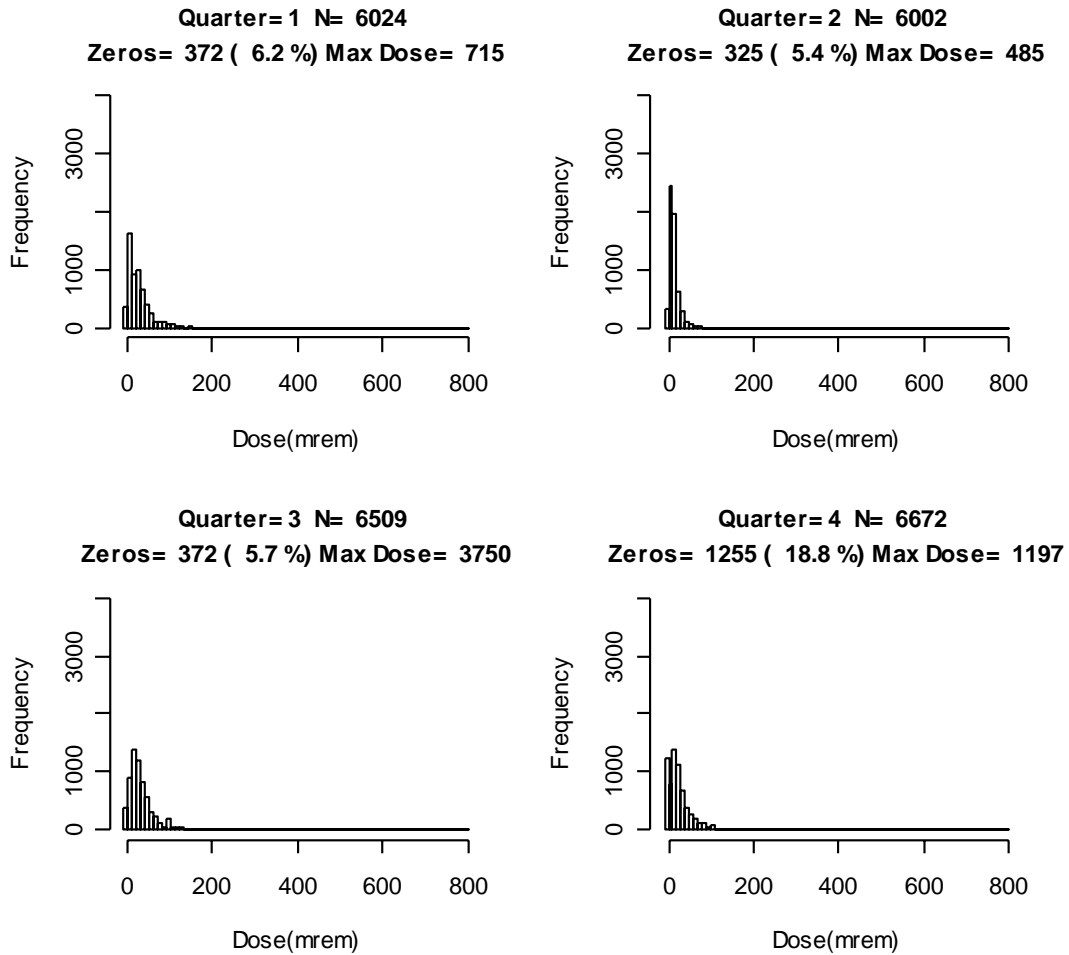 Quarter= 1 N= 6024
Zeros= 372 ( 6.2 %) Max Dose= 715
Frequency
3000
1000
0
0 200 400 600 800
Dose(mrem)
Quarter= 2 N= 6002
Zeros= 325 ( 5.4 %) Max Dose= 485
Frequency
3000
1000
0
0 200 400 600 800
Dose(mrem)
Quarter= 3 N= 6509
Zeros= 372 ( 5.7 %) Max Dose= 3750
Frequency
3000
1000
0
0 200 400 600 800
Dose(mrem)
Quarter= 4 N= 6672
Zeros= 1255 ( 18.8 %) Max Dose= 1197
Frequency
3000
1000
0
0 200 400 600 800
Dose(mrem)